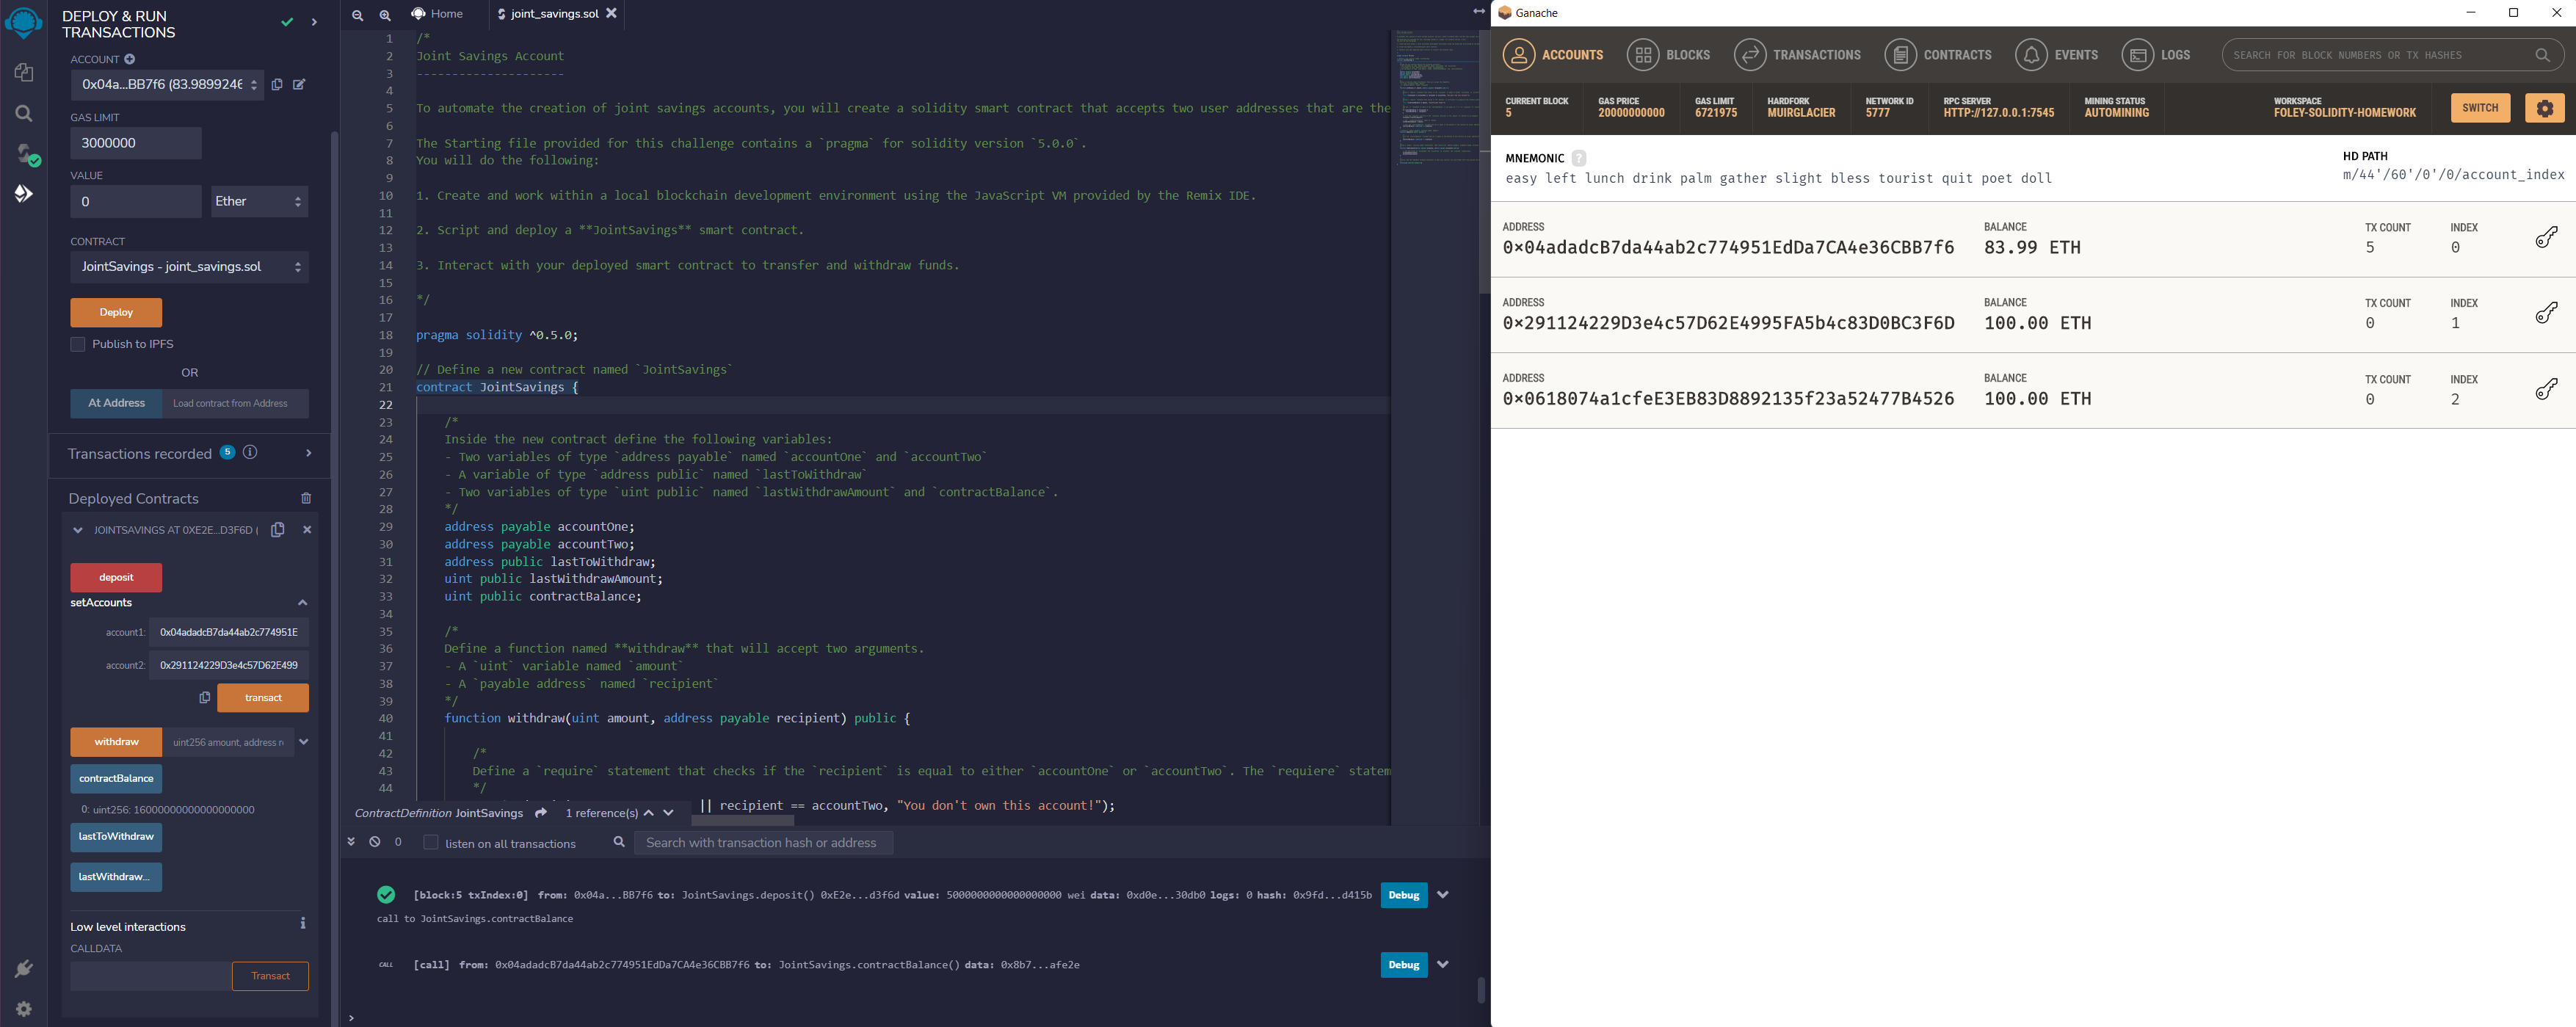 DEPLOY & RUN
TRANSACTIONS
ACCOUNT
0x04a...BB7f6 (83.9899246
GAS LIMIT
3000000
VALUE
0
Ether
CONTRACT
JointSavings - joint_savings.sol
Deploy
Publish to IPFS
OR
At Address
Load contract from Address
Transactions recorded 5
Deployed Contracts
JOINTSAVINGS AT 0XE2E...D3F6D (
deposit
setAccounts
account1: 0x04adadcB7da44ab2c774951E
account2: 0x291124229D3e4c57D62E499
transact
withdraw
uint256 amount, address re
contractBalance
0: uint256: 16000000000000000000
lastToWithdraw
lastWithdraw...
Low level interactions
CALLDATA
Transact
Home
joint_savings.sol
1 /*
2 Joint Savings Account
3 ---------------------
4
5 To automate the creation of joint savings accounts, you will create a solidity smart contract that accepts two user addresses that are the
6
7 The Starting file provided for this challenge contains a `pragma` for solidity version `5.0.0`.
8 You will do the following:
9
10 1. Create and work within a local blockchain development environment using the JavaScript VM provided by the Remix IDE.
11
12 2. Script and deploy a **JointSavings** smart contract.
13
14 3. Interact with your deployed smart contract to transfer and withdraw funds.
15
16 */
17
18 pragma solidity ^0.5.0;
19
20 // Define a new contract named `JointSavings`
21 contract JointSavings {
22
23 /*
24 Inside the new contract define the following variables:
25 - Two variables of type `address payable` named `accountOne` and `accountTwo`
26 - A variable of type `address public` named `lastToWithdraw`
27 - Two variables of type `uint public` named `lastWithdrawAmount` and `contractBalance`.
28 */
29 address payable accountOne;
30 address payable accountTwo;
31 address public lastToWithdraw;
32 uint public lastWithdrawAmount;
33 uint public contractBalance;
34
35 /*
36 Define a function named **withdraw** that will accept two arguments.
37 - A `uint` variable named `amount`
38 - A `payable address` named `recipient`
39 */
40 function withdraw(uint amount, address payable recipient) public {
41
42 /*
43 Define a `require` statement that checks if the `recipient` is equal to either `accountOne` or `accountTwo`. The `requiere` statem
44 */
|| recipient == accountTwo, "You don't own this account!");
ContractDefinition JointSavings 1 reference(s)
0
listen on all transactions
Search with transaction hash or address
[block:5 txIndex:0] from: 0x04a...BB7f6 to: JointSavings.deposit() 0xE2e...d3f6d value: 5000000000000000000 wei data: 0xd0e...30db0 logs: 0 hash: 0x9fd...d415b
Debug
call to JointSavings.contractBalance
CALL [call] from: 0x04adadcB7da44ab2c774951EdDa7CA4e36CBB7f6 to: JointSavings.contractBalance() data: 0x8b7...afe2e
Debug
>
Ganache
ACCOUNTS
BLOCKS
TRANSACTIONS
CONTRACTS
EVENTS
LOGS
SEARCH FOR BLOCK NUMBERS OR TX HASHES
CURRENT BLOCK
5
GAS PRICE
20000000000
GAS LIMIT
6721975
HARDFORK
MUIRGLACIER
NETWORK ID
5777
RPC SERVER
HTTP://127.0.0.1:7545
MINING STATUS
AUTOMINING
WORKSPACE
FOLEY-SOLIDITY-HOMEWORK
SWITCH
MNEMONIC ?
easy left lunch drink palm gather slight bless tourist quit poet doll
HD PATH
m/44'/60'/0'/0/account_index
ADDRESS
0x04adadcB7da44ab2c774951EdDa7CA4e36CBB7f6
BALANCE
83.99 ETH
TX COUNT
5
INDEX
0
ADDRESS
0x291124229D3e4c57D62E4995FA5b4c83D0BC3F6D
BALANCE
100.00 ETH
TX COUNT
0
INDEX
1
ADDRESS
0x0618074a1cfeE3EB83D8892135f23a52477B4526
BALANCE
100.00 ETH
TX COUNT
0
INDEX
2